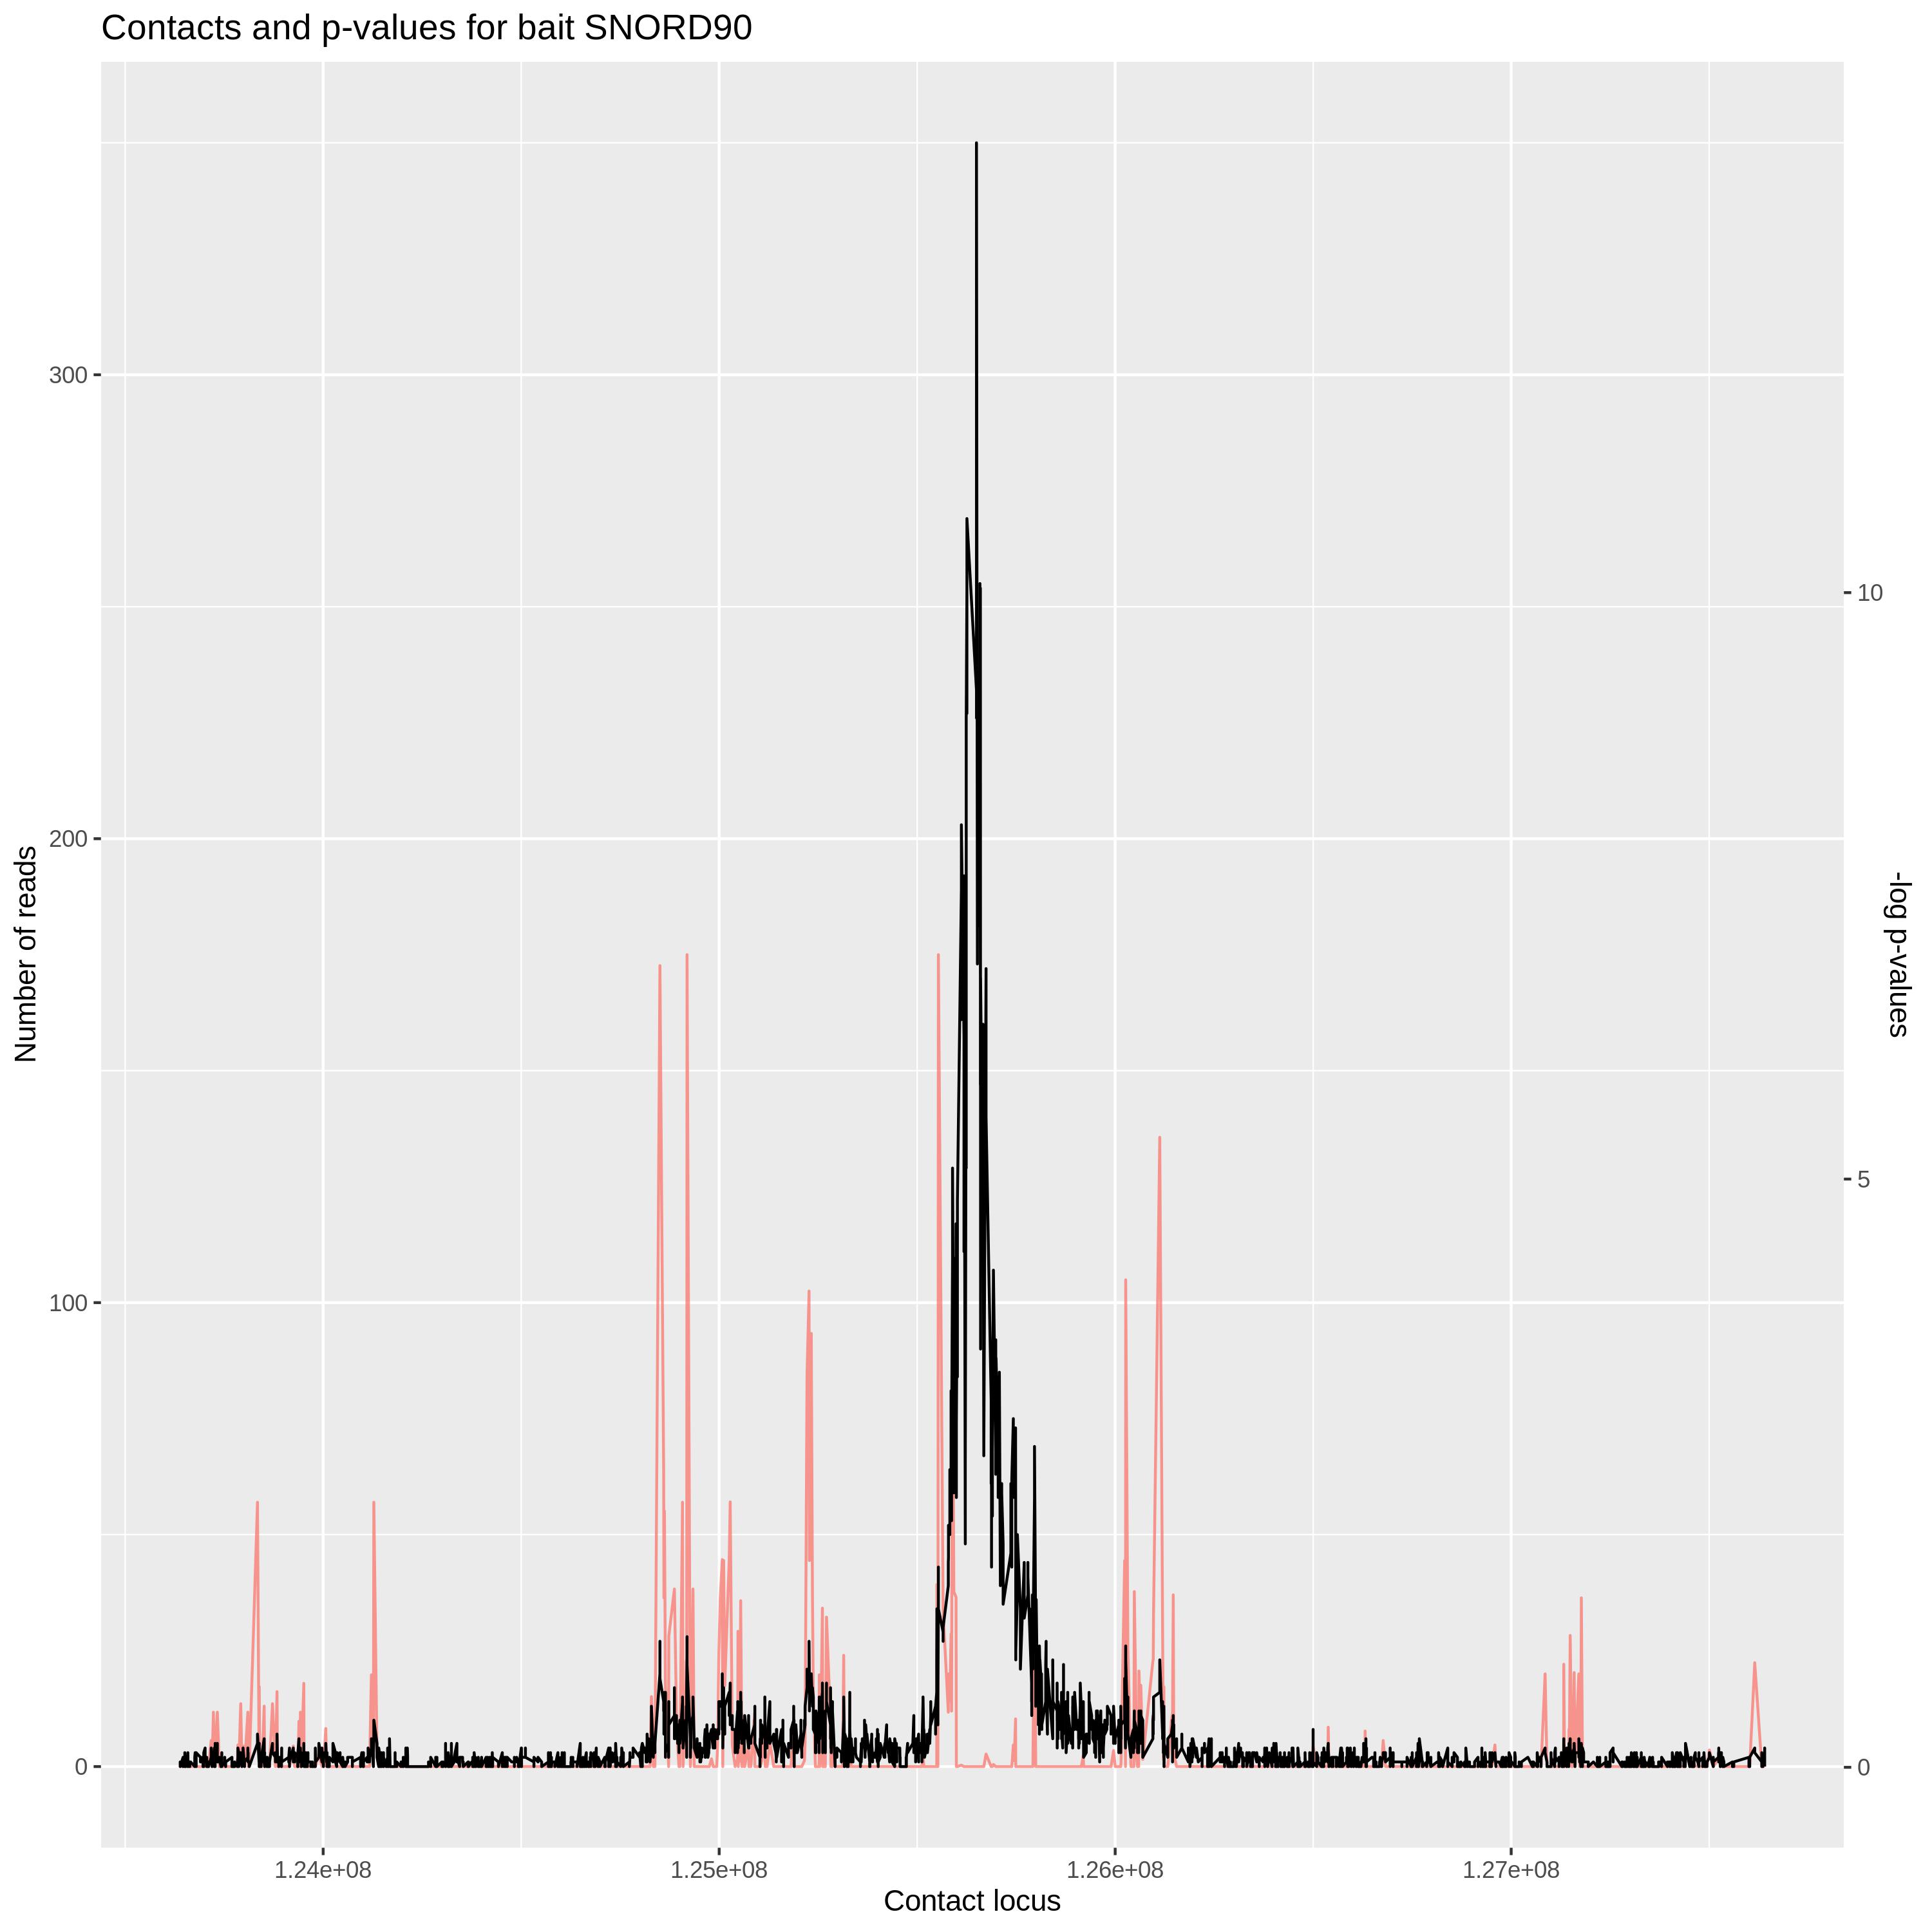 Contacts and p-values for bait SNORD90
300
200
100
0
Number of reads
10
5
0
-log p-values
1.24e+08
1.25e+08
1.26e+08
1.27e+08
Contact locus